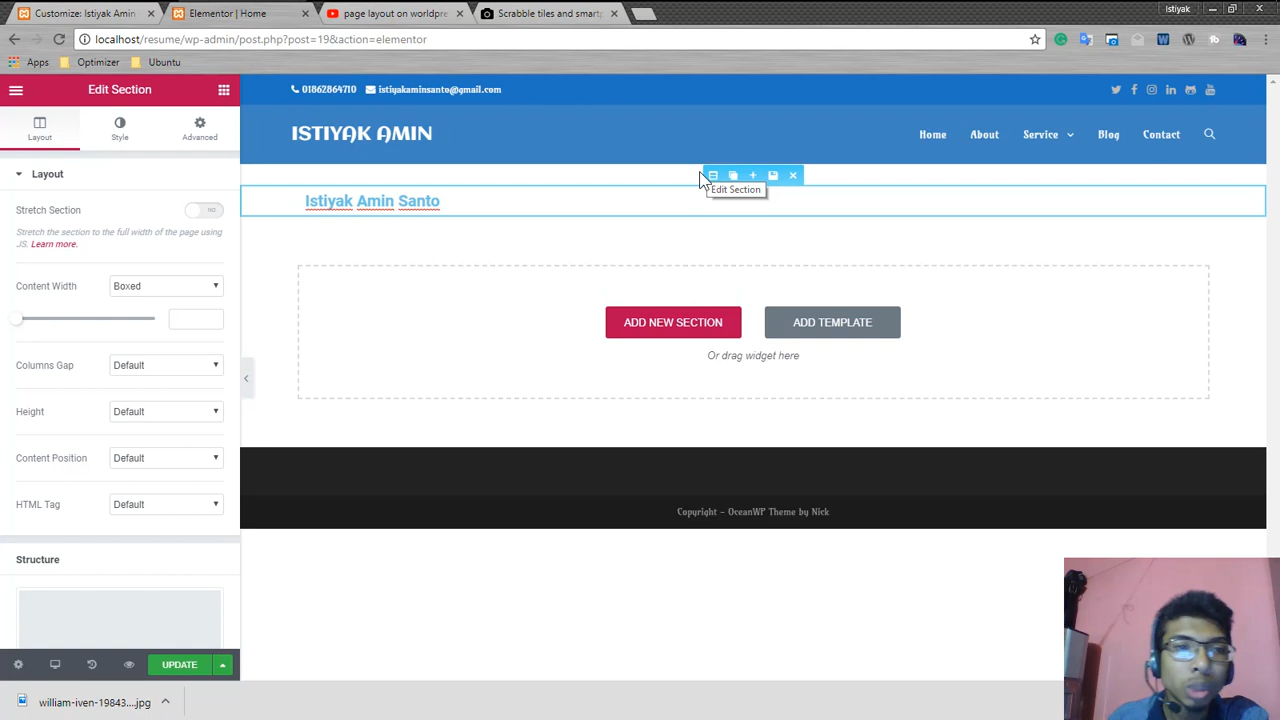 Istiyak
Customize: Istiyak Amin
Elementor | Home
page layout on worldpre
Scrabble tiles and smartp
localhost/resume/wp-admin/post.php?post=19&action=elementor
Apps
Optimizer
Ubuntu
Edit Section
01862864710
istiyakaminsanto@gmail.com
Layout
Style
Advanced
ISTIYAK AMIN
Home
About
Service
Blog
Contact
Layout
Edit Section
Istiyak Amin Santo
Stretch Section
NO
Stretch the section to the full width of the page using
JS. Learn more.
Content Width
Boxed
ADD NEW SECTION
ADD TEMPLATE
Or drag widget here
Columns Gap
Default
Height
Default
Content Position
Default
HTML Tag
Default
Copyright - OceanWP Theme by Nick
Structure
UPDATE
william-iven-19843....jpg